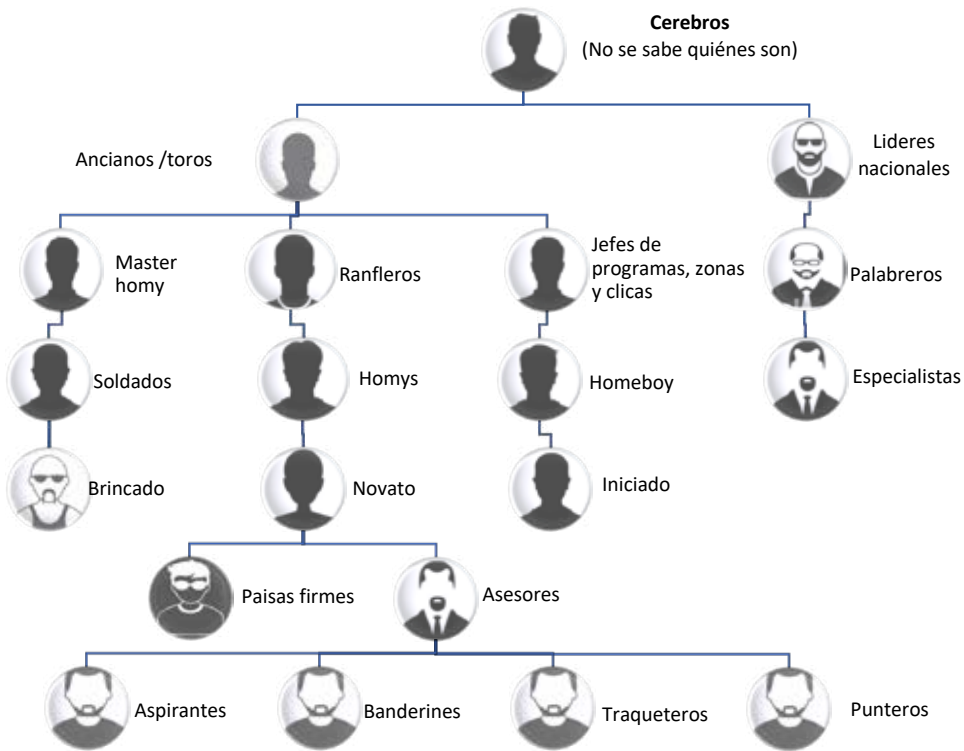 Cerebros
(No se sabe quiénes son)
Ancianos /toros
Lideres
nacionales
Master
homy
Ranfleros
Jefes de
programas, zonas
y clicas
Palabreros
Soldados
Homys
Homeboy
Especialistas
Brincado
Novato
Iniciado
Paisas firmes
Asesores
Aspirantes
Banderines
Traqueteros
Punteros